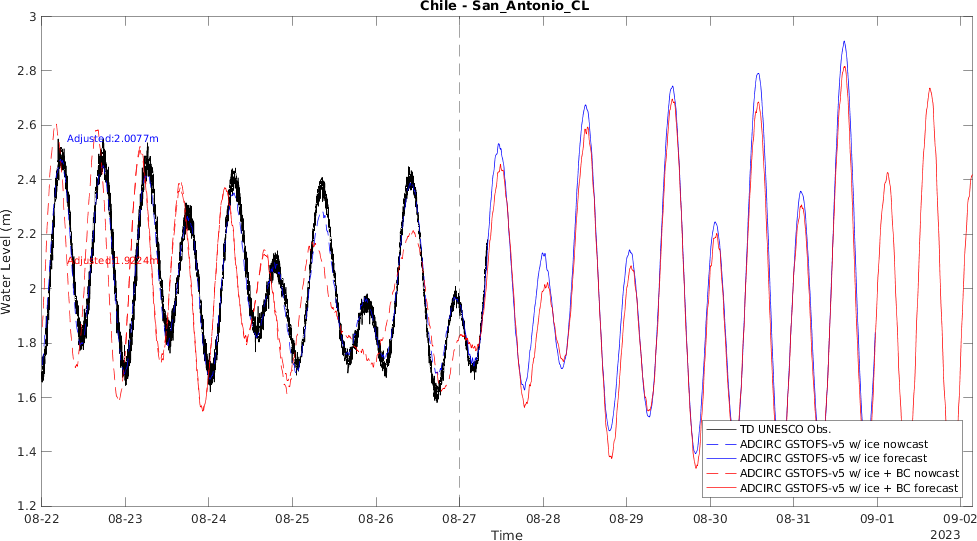 Chile - San_Antonio_CL
Water Level (m)
3
2.8
2.6
2.4
2.2
2
1.8
1.6
1.4
1.2
Adjusted:2.0077m
Adjusted:1.9224m
TD UNESCO Obs.
ADCIRC GSTOFS-v5 w/ ice nowcast
ADCIRC GSTOFS-v5 w/ ice forecast
ADCIRC GSTOFS-v5 w/ ice + BC nowcast
ADCIRC GSTOFS-v5 w/ ice + BC forecast
08-22 08-23 08-24 08-25 08-26 08-27 08-28 08-29 08-30 08-31 09-01 09-02
Time 2023